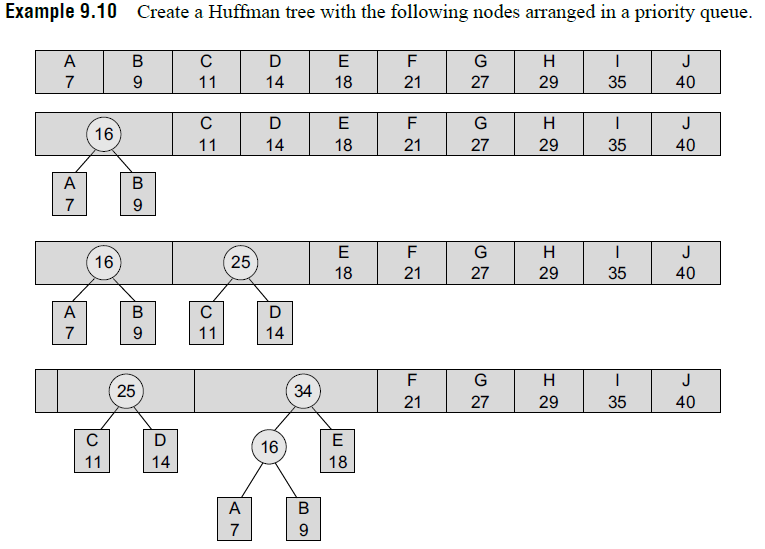 Example 9.10 Create a Huffman tree with the following nodes arranged in a priority queue.
A B C D E F G H I J
7 9 11 14 18 21 27 29 35 40
16 C D E F G H I J
11 14 18 21 27 29 35 40
A B
7 9
16 25 E F G H I J
18 21 27 29 35 40
A B C D
7 9 11 14
25 34 F G H I J
21 27 29 35 40
C D 16 E
11 14 18
A B
7 9